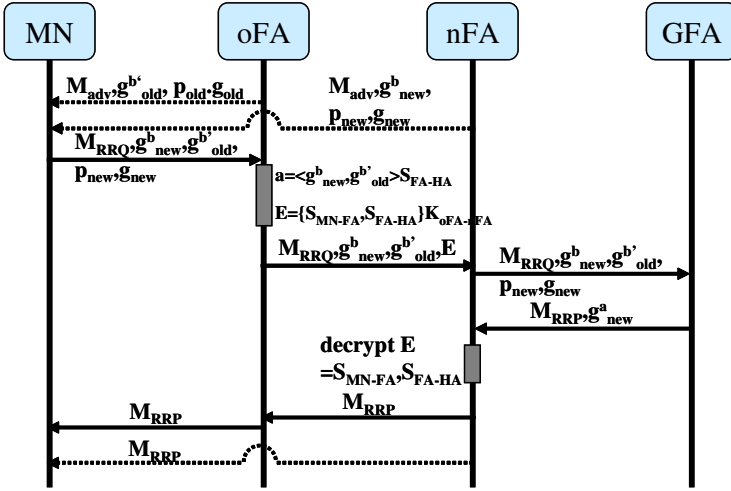 MN oFA nFA GFA
M_adv,g^b'_old, p_old.g_old
M_adv,g^b_new,
p_new,g_new
M_RRQ,g^b_new,g^b'_old,
p_new,g_new
a=<g^b_new,g^b'_old>S_FA-HA
E={S_MN-FA,S_FA-HA}K_oFA-nFA
M_RRQ,g^b_new,g^b'_old,E
M_RRQ,g^b_new,g^b'_old,
p_new,g_new
M_RRP,g^a_new
decrypt E
=S_MN-FA,S_FA-HA
M_RRP
M_RRP
M_RRP